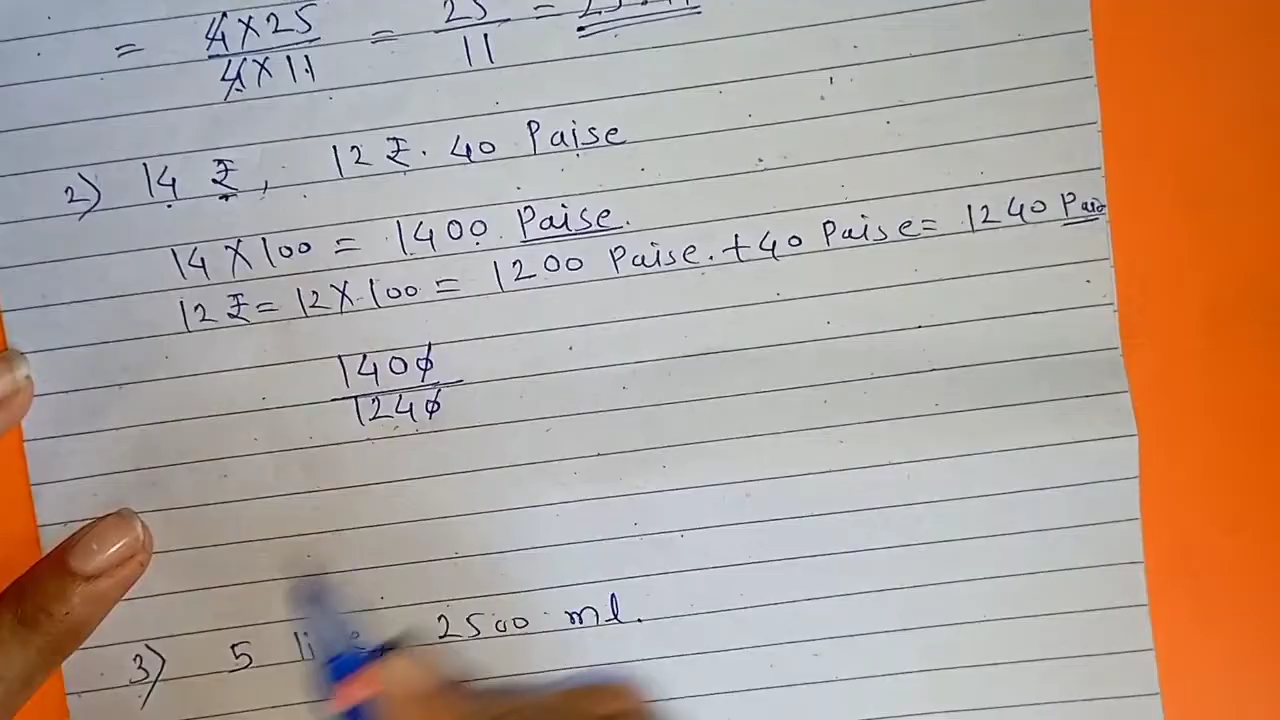 = 4 X 25 / 4 X 11 = 25 / 11 =
2) 14 ₹, 12 ₹. 40 Paise
14 X 100 = 1400 Paise.
12 ₹ = 12 X 100 = 1200 Paise. + 40 Paise = 1240
1400 / 1240
3) 5 2500 ml.